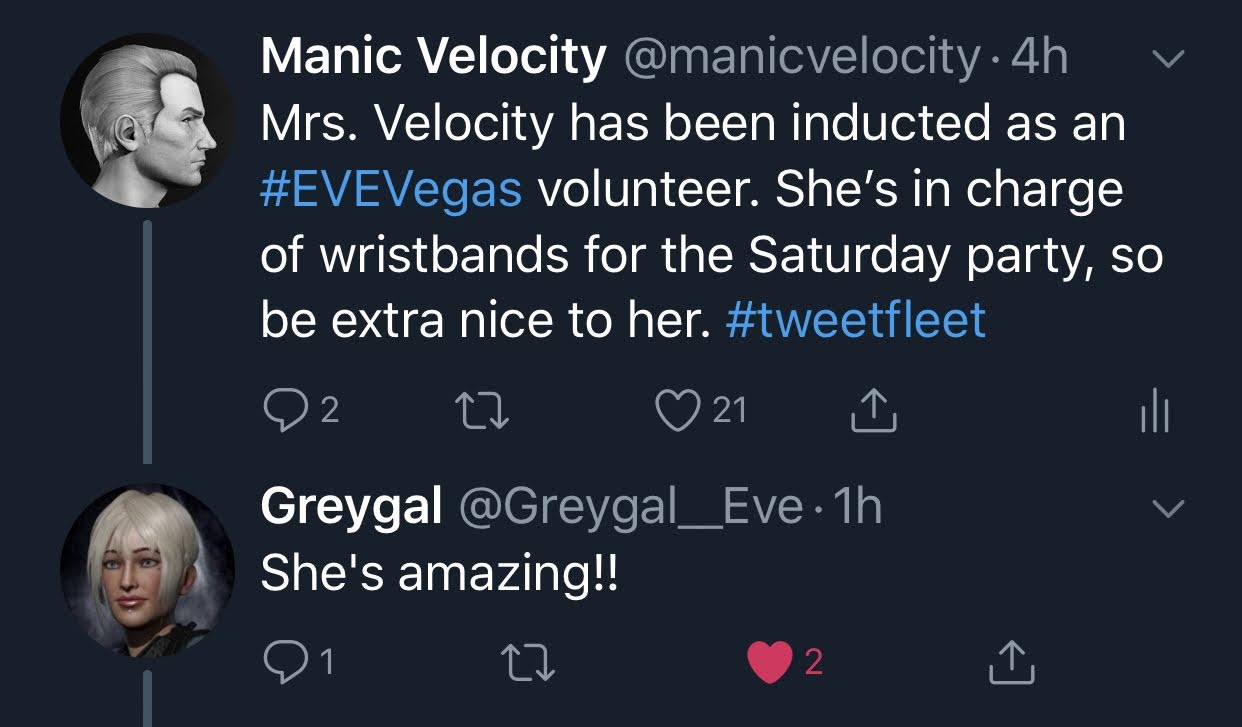 Manic Velocity @manicvelocity · 4h
Mrs. Velocity has been inducted as an
#EVEVegas volunteer. She’s in charge
of wristbands for the Saturday party, so
be extra nice to her. #tweetfleet
2 21
Greygal @Greygal__Eve · 1h
She's amazing!!
1 2